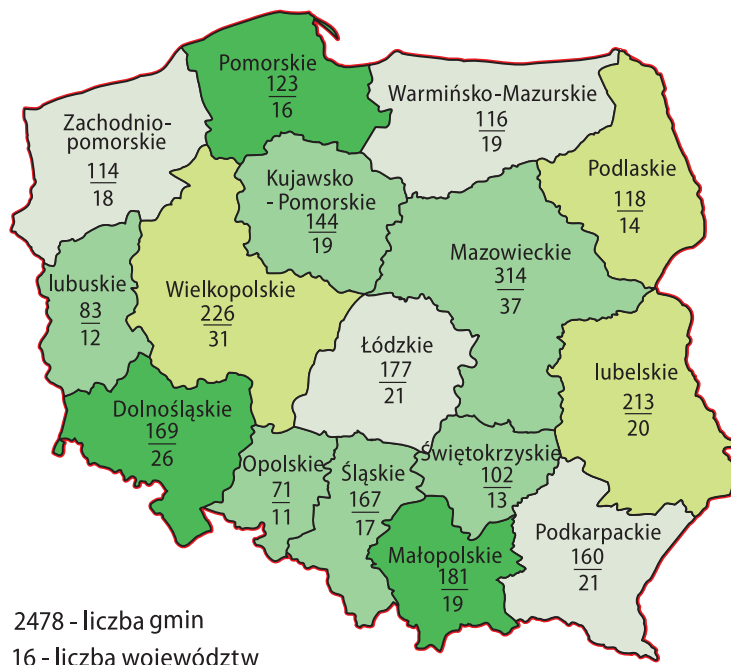 Pomorskie
123
16
Warmińsko-Mazurskie
116
19
Zachodnio-
pomorskie
114
18
Podlaskie
118
14
Kujawsko
- Pomorskie
144
19
Mazowieckie
314
37
lubuskie
83
12
Wielkopolskie
226
31
Łódzkie
177
21
lubelskie
213
20
Dolnośląskie
169
26
Opolskie
71
11
Śląskie
167
17
Świętokrzyskie
102
13
Podkarpackie
160
21
Małopolskie
181
19
2478 - liczba gmin
16 - liczba województw